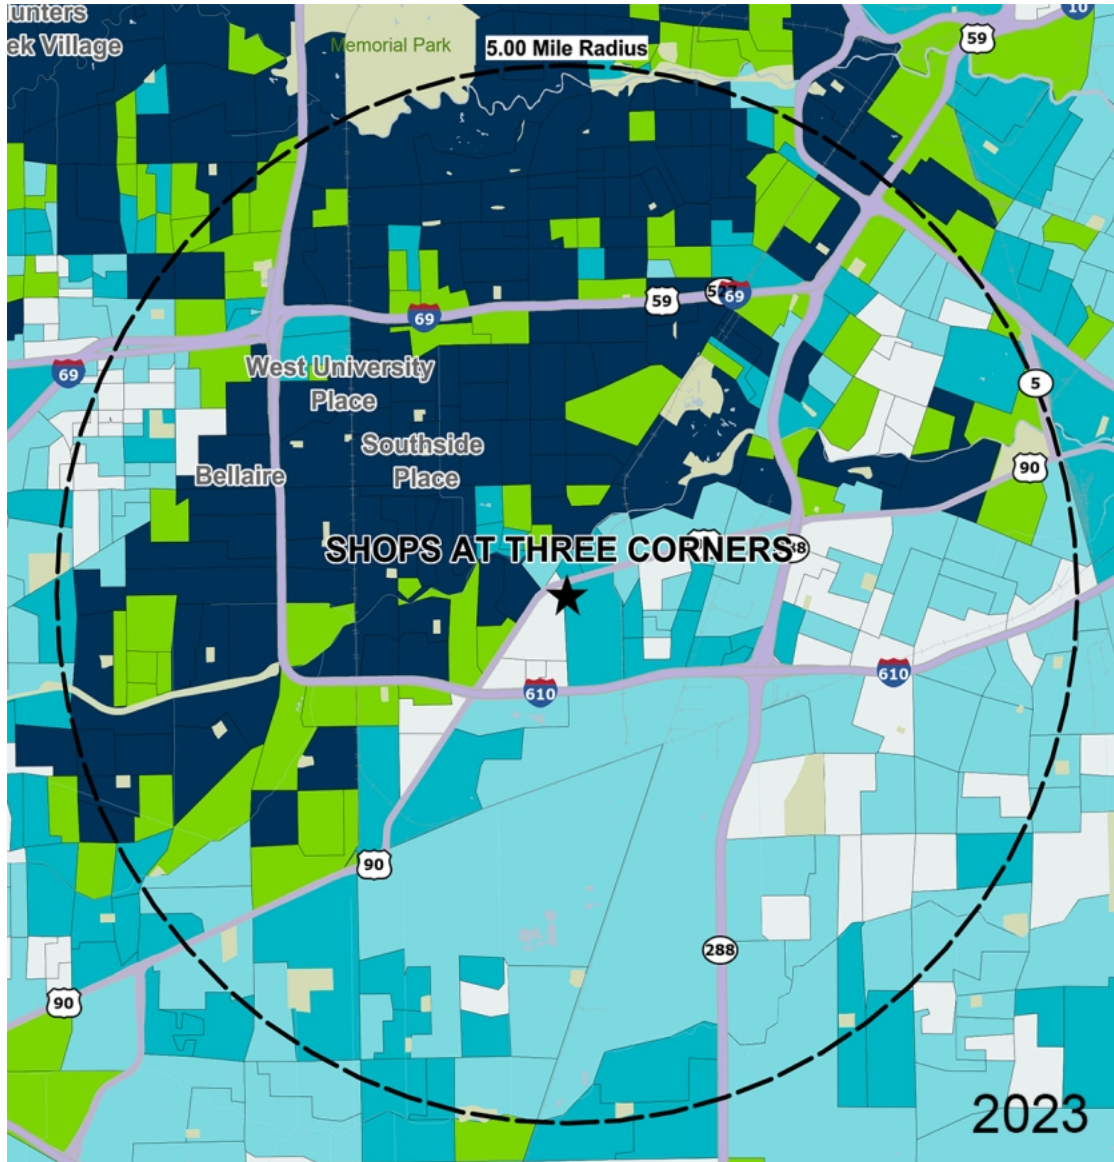 unters
ek Village
Memorial Park
5.00 Mile Radius
59
10
59
69
69
69
5
West University
Place
Southside
Place
Bellaire
90
SHOPS AT THREE CORNERS
610
610
90
288
90
2023